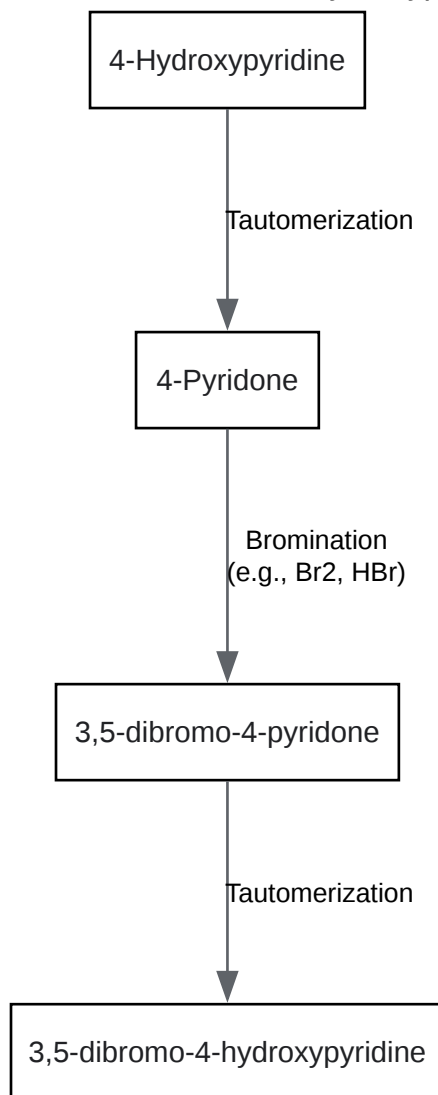 4-Hydroxypyridine
Tautomerization
4-Pyridone
Bromination
(e.g., Br2, HBr)
3,5-dibromo-4-pyridone
Tautomerization
3,5-dibromo-4-hydroxypyridine